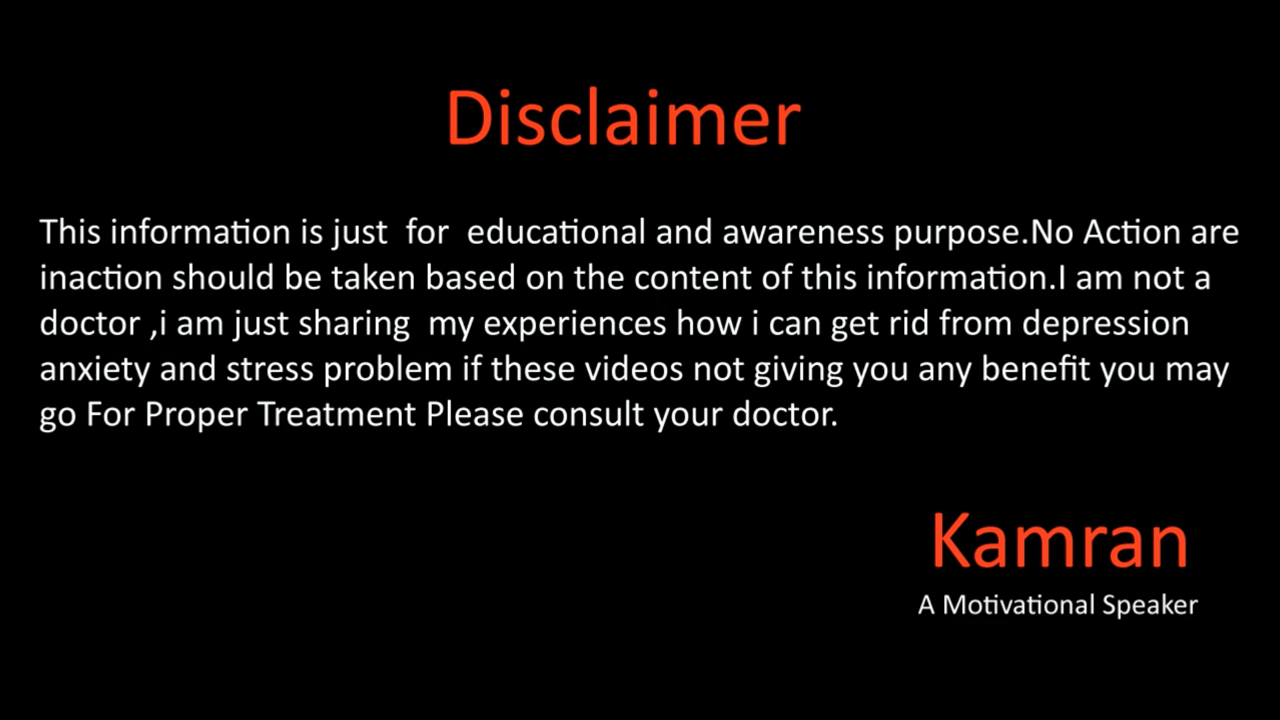 Disclaimer
This information is just  for  educational and awareness purpose.No Action are
inaction should be taken based on the content of this information.I am not a
doctor ,i am just sharing  my experiences how i can get rid from depression
anxiety and stress problem if these videos not giving you any benefit you may
go For Proper Treatment Please consult your doctor.
Kamran
A Motivational Speaker